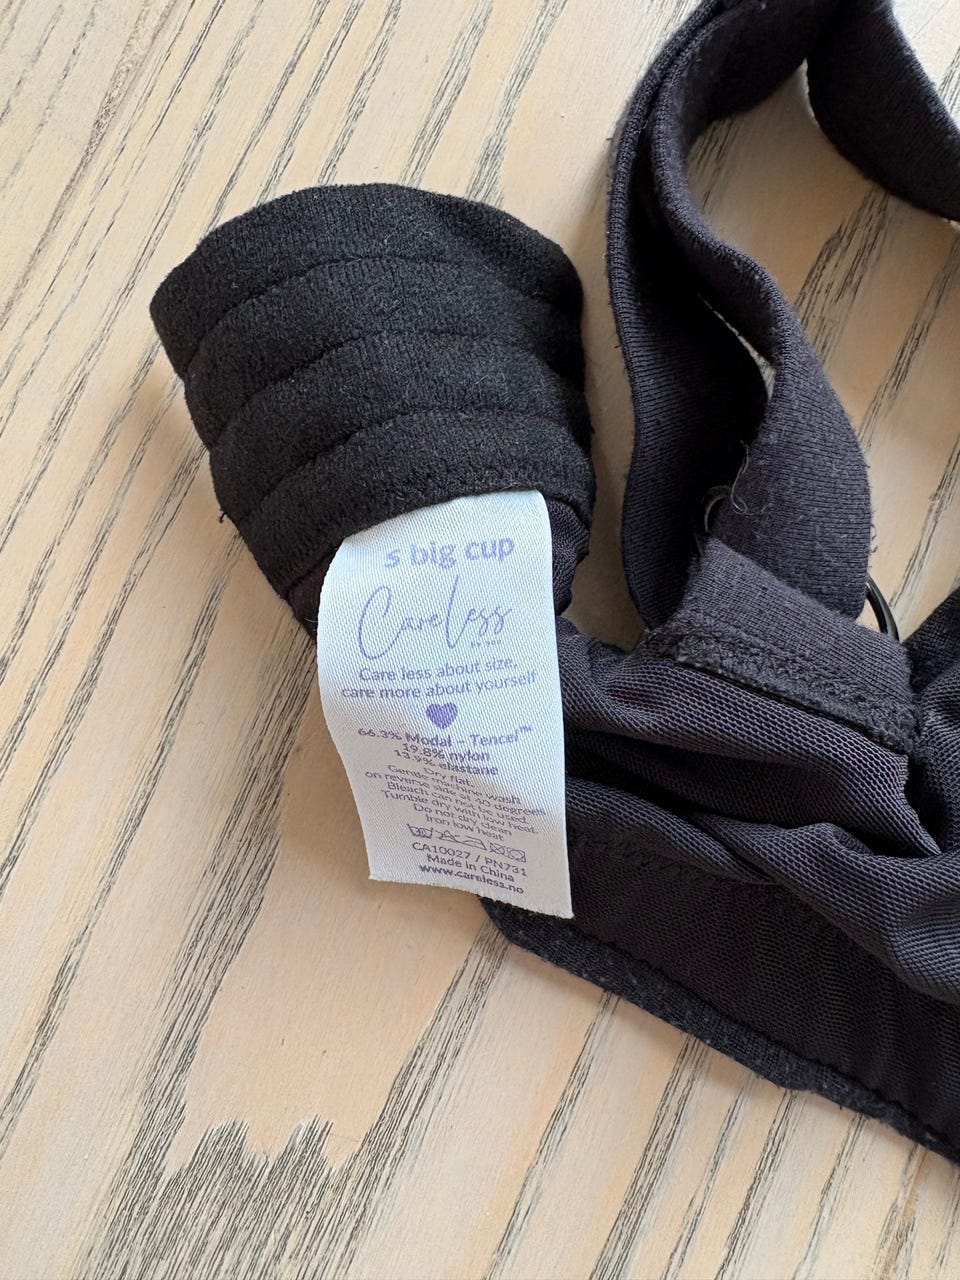 s big cup
CareLess
Care less about size,
care more about yourself
66.3% Modal - Tencel™
19.8% nylon
13.9% elastane
Dry flat.
Gentle machine wash
on reverse side at 40 degrees
Bleach can not be used.
Tumble dry with low heat.
Do not dry clean
Iron low heat
CA10027 / PN731
Made in China
www.careless.no